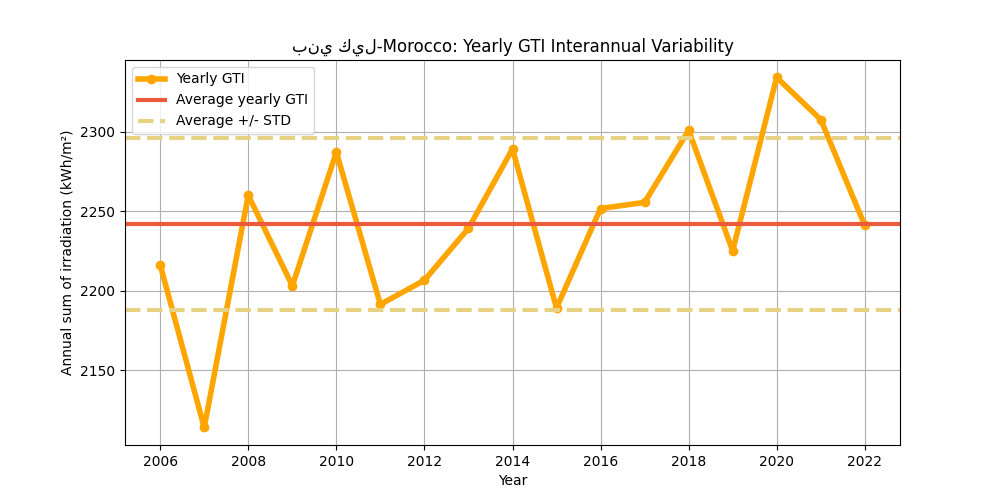 بني كيل-Morocco: Yearly GTI Interannual Variability
Yearly GTI
Average yearly GTI
Average +/- STD
Annual sum of irradiation (kWh/m²)
2300
2250
2200
2150
2006 2008 2010 2012 2014 2016 2018 2020 2022
Year